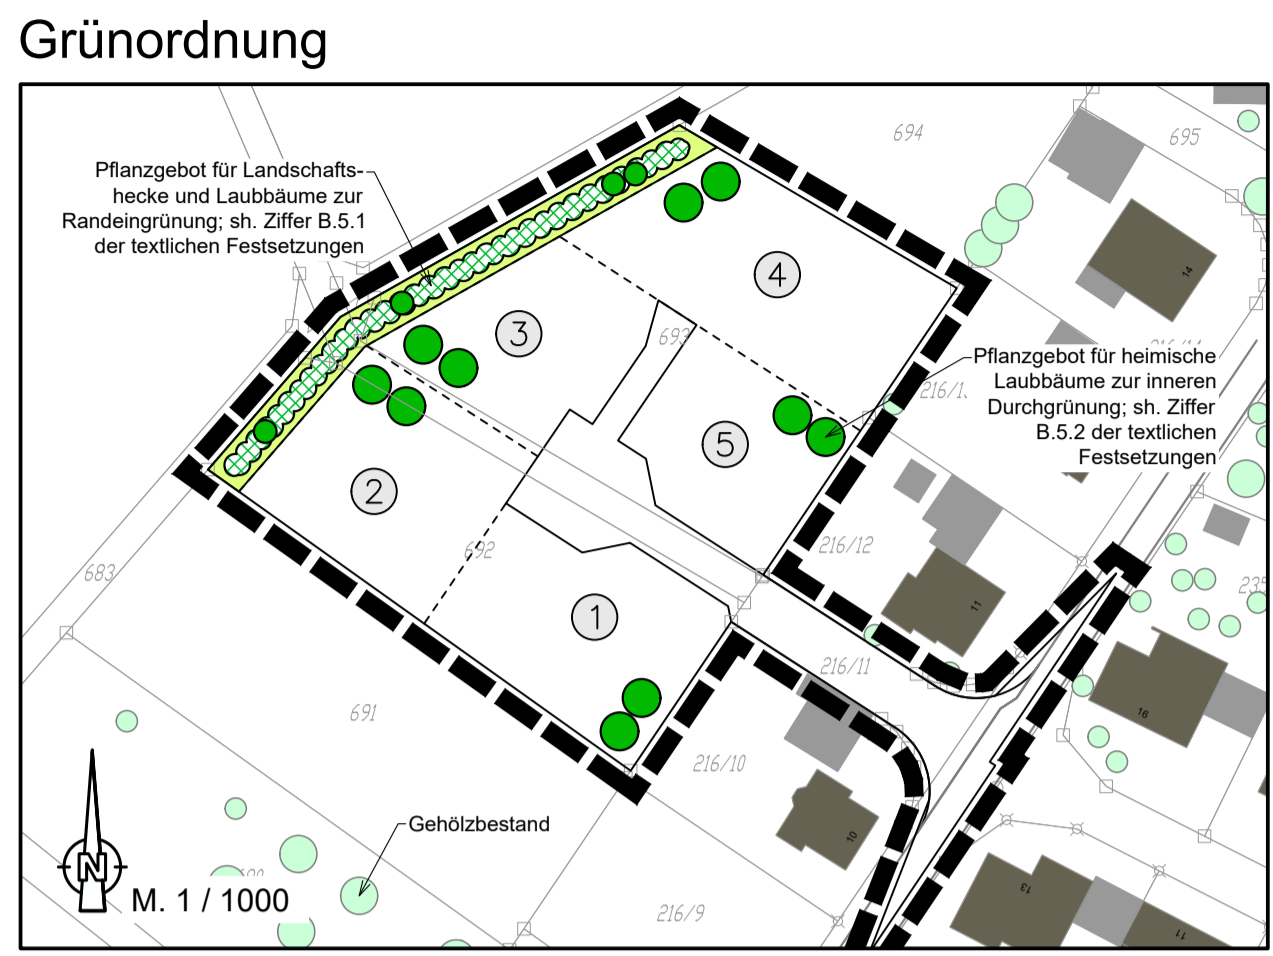 Grünordnung
694
695
Pflanzgebot für Landschafts-
hecke und Laubbäume zur
Randeingrünung; sh. Ziffer B.5.1
der textlichen Festsetzungen
14
4
3
693
Pflanzgebot für heimische
Laubbäume zur inneren
Durchgrünung; sh. Ziffer
B.5.2 der textlichen
Festsetzungen
5
2
692
216/12
683
11
1
216/11
691
16
216/10
Gehölzbestand
10
N
M. 1 / 1000
216/9
13
11